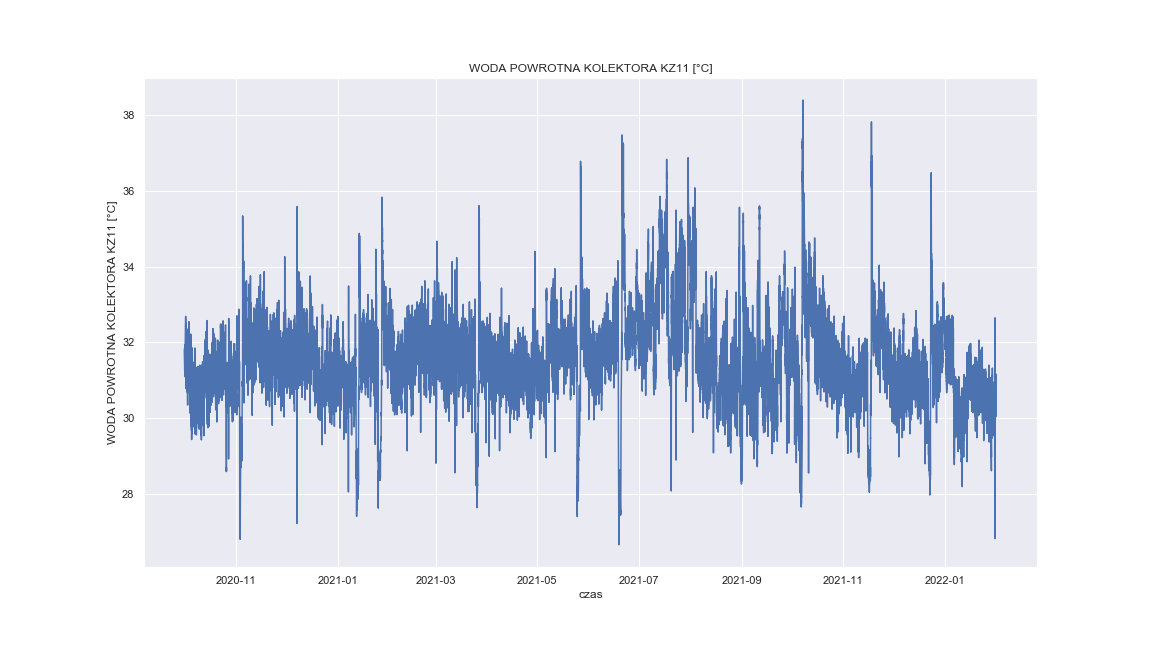 WODA POWROTNA KOLEKTORA KZ11 [°C]
WODA POWROTNA KOLEKTORA KZ11 [°C]
38
36
34
32
30
28
2020-11 2021-01 2021-03 2021-05 2021-07 2021-09 2021-11 2022-01
czas